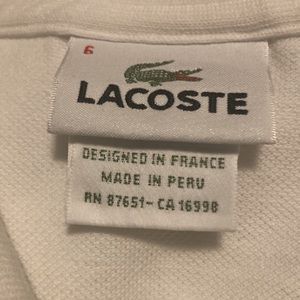 6
LACOSTE
DESIGNED IN FRANCE
MADE IN PERU
RN 87651-CA 16998